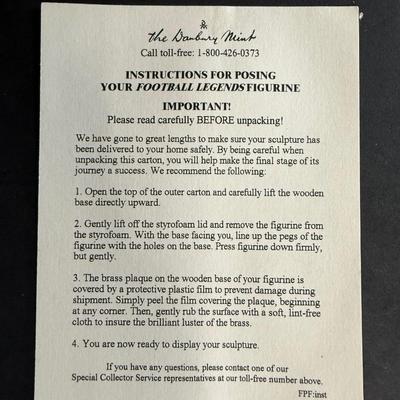 The Danbury Mint
Call toll-free: 1-800-426-0373
INSTRUCTIONS FOR POSING
YOUR FOOTBALL LEGENDS FIGURINE
IMPORTANT!
Please read carefully BEFORE unpacking!
We have gone to great lengths to make sure your sculpture has
been delivered to your home safely. By being careful when
unpacking this carton, you will help make the final stage of its
journey a success. We recommend the following:
1. Open the top of the outer carton and carefully lift the wooden
base directly upward.
2. Gently lift off the styrofoam lid and remove the figurine from
the styrofoam. With the base facing you, line up the pegs of the
figurine with the holes on the base. Press figurine down firmly,
but gently.
3. The brass plaque on the wooden base of your figurine is
covered by a protective plastic film to prevent damage during
shipment. Simply peel the film covering the plaque, beginning
at any corner. Then, gently rub the surface with a soft, lint-free
cloth to insure the brilliant luster of the brass.
4. You are now ready to display your sculpture.
If you have any questions, please contact one of our
Special Collector Service representatives at our toll-free number above.
FPF:inst